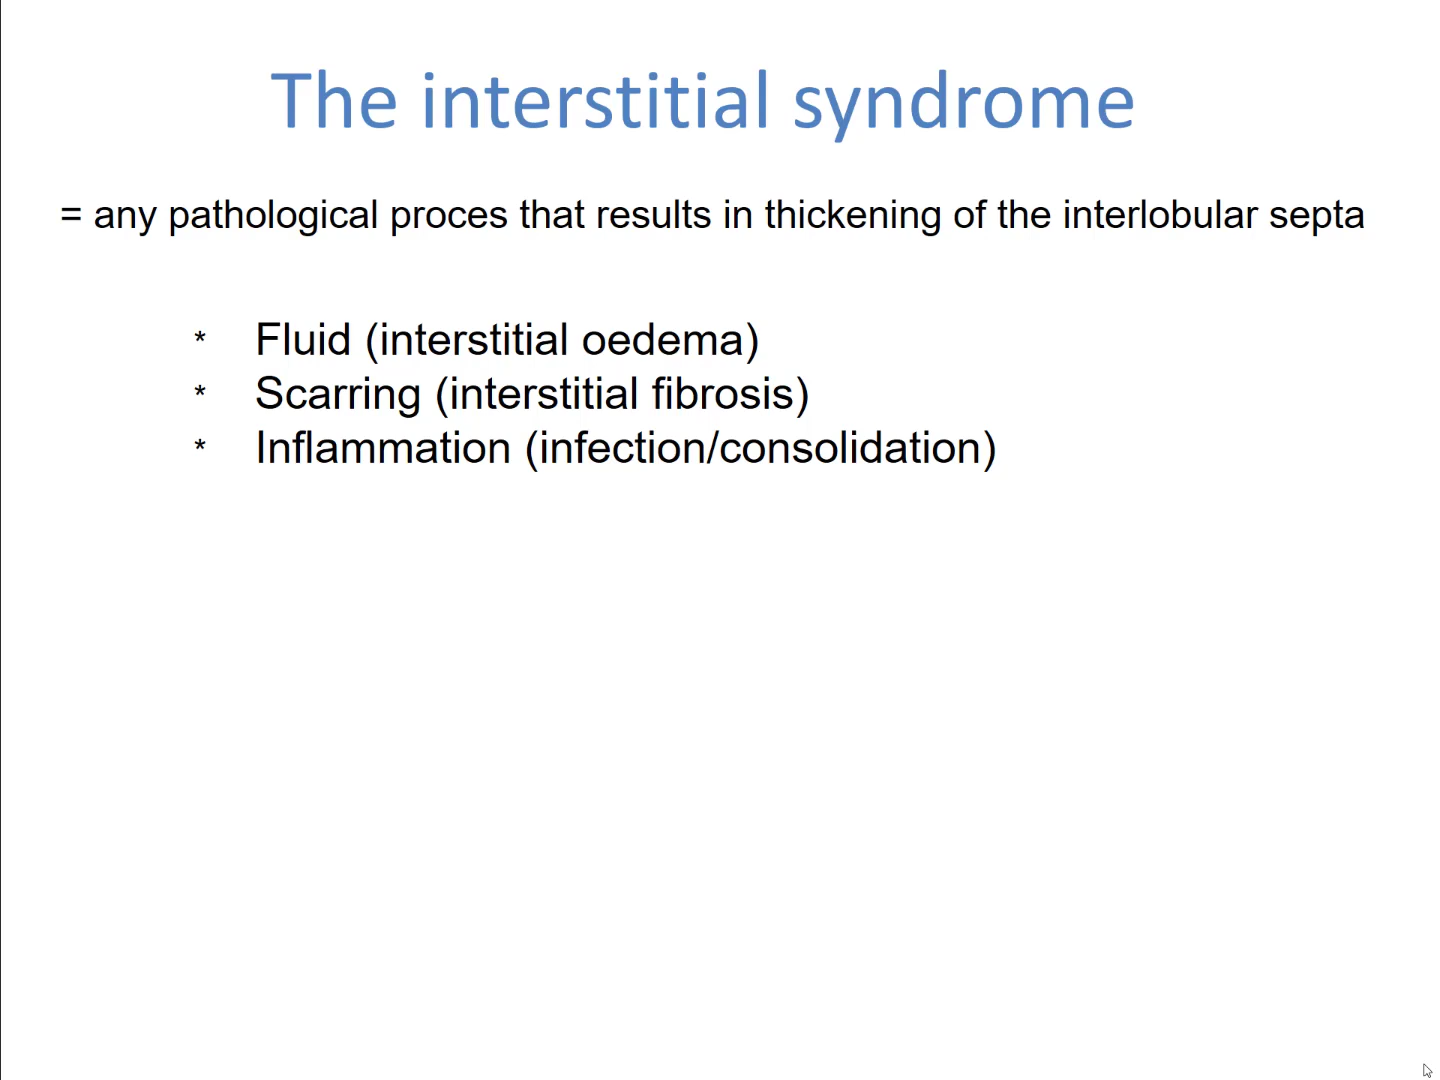 The interstitial syndrome
= any pathological proces that results in thickening of the interlobular septa
* Fluid (interstitial oedema)
* Scarring (interstitial fibrosis)
* Inflammation (infection/consolidation)